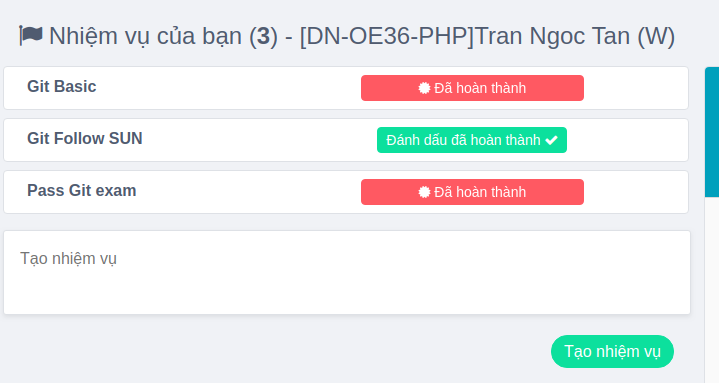 Nhiệm vụ của bạn (3) - [DN-OE36-PHP]Tran Ngoc Tan (W)
Git Basic
Đã hoàn thành
Git Follow SUN
Đánh dấu đã hoàn thành
Pass Git exam
Đã hoàn thành
Tạo nhiệm vụ
Tạo nhiệm vụ